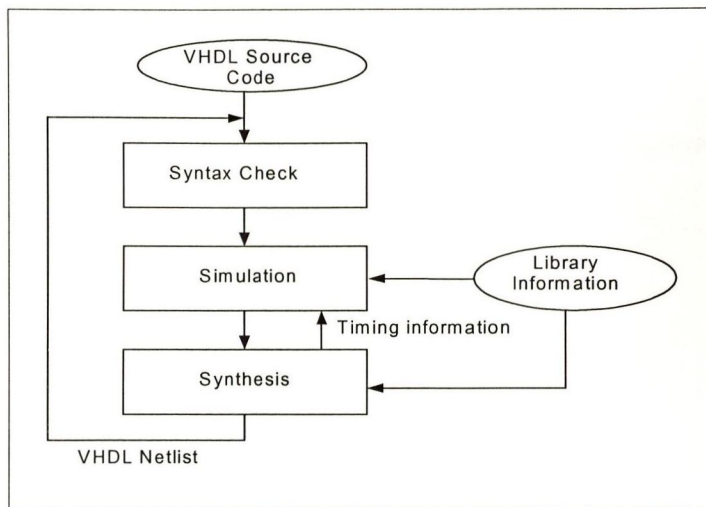 VHDL Source
Code
Syntax Check
Simulation
Library
Information
Timing information
Synthesis
VHDL Netlist